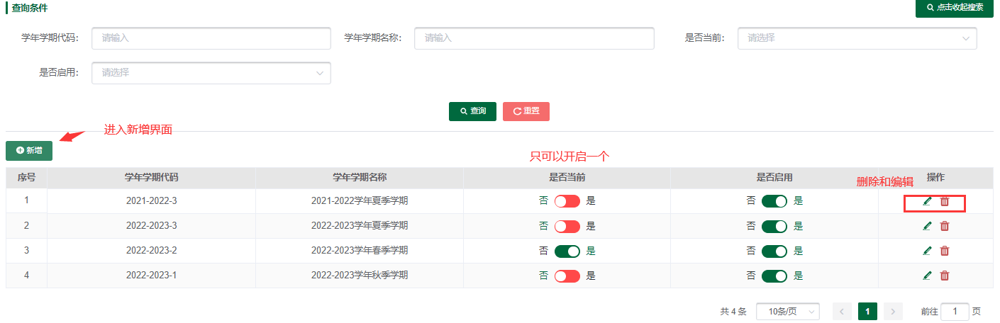 查询条件
点击收起搜索
学年学期代码: 请输入 学年学期名称: 请输入 是否当前: 请选择
是否启用: 请选择
查询 重置
进入新增界面
新增
只可以开启一个
删除和编辑
序号 学年学期代码 学年学期名称 是否当前 是否启用 操作
1 2021-2022-3 2021-2022学年夏季学期 否 是 否 是
2 2022-2023-3 2022-2023学年夏季学期 否 是 否 是
3 2022-2023-2 2022-2023学年春季学期 否 是 否 是
4 2022-2023-1 2022-2023学年秋季学期 否 是 否 是
共 4 条 10条/页 1 前往 1 页